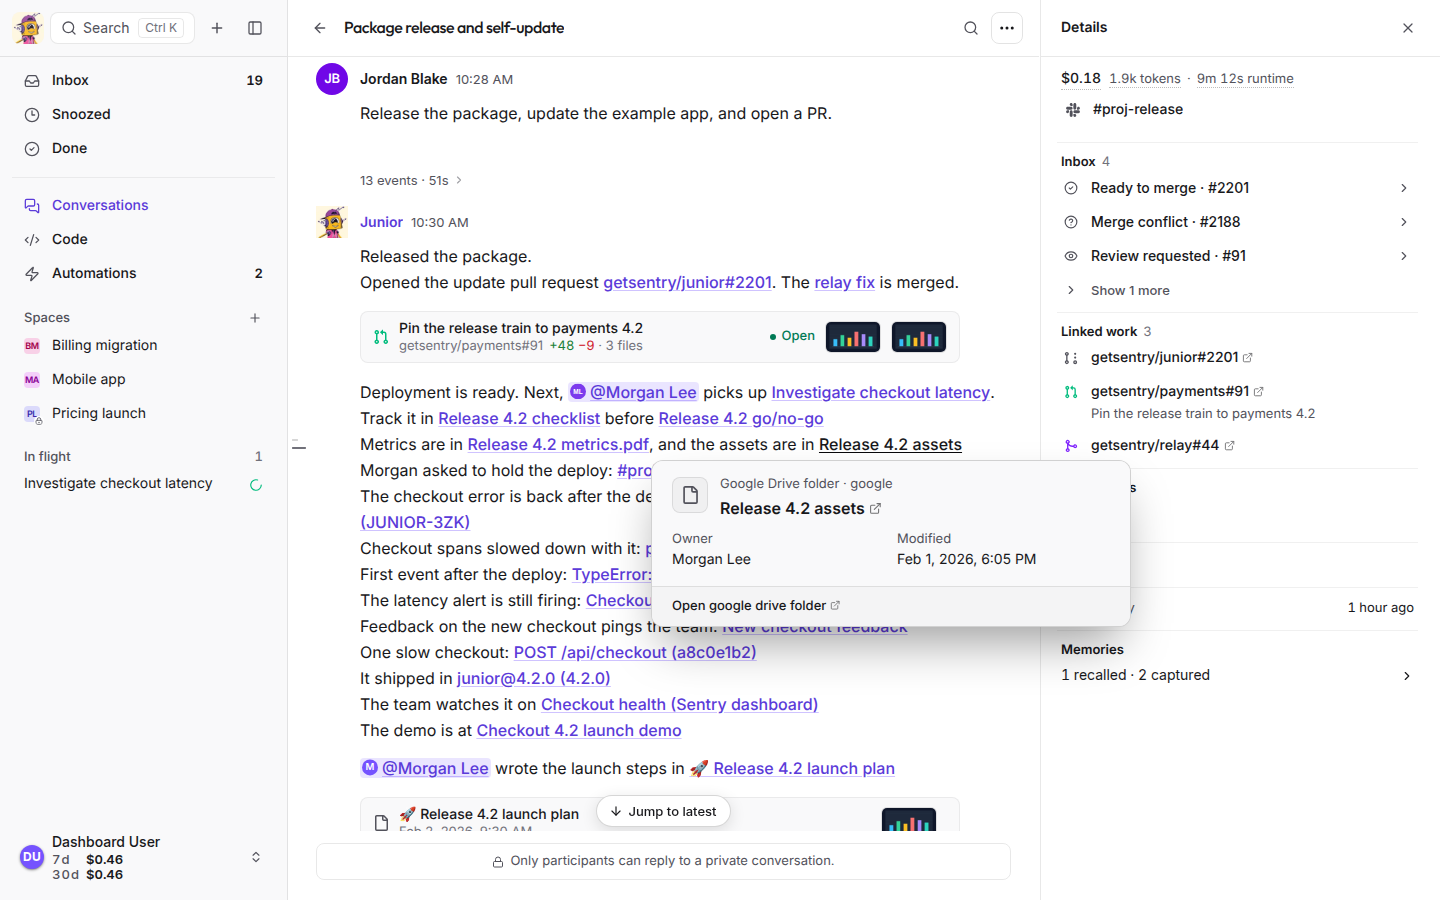 Search Ctrl K
Inbox 19
Snoozed
Done
Conversations
Code
Automations 2
Spaces
BM Billing migration
MA Mobile app
PL Pricing launch
In flight 1
Investigate checkout latency
DU Dashboard User
7d $0.46
30d $0.46
Package release and self-update
JB Jordan Blake 10:28 AM
Release the package, update the example app, and open a PR.
13 events · 51s
Junior 10:30 AM
Released the package.
Opened the update pull request getsentry/junior#2201. The relay fix is merged.
Pin the release train to payments 4.2
getsentry/payments#91 +48 −9 · 3 files
Open
Deployment is ready. Next, ML @Morgan Lee picks up Investigate checkout latency.
Track it in Release 4.2 checklist before Release 4.2 go/no-go
Metrics are in Release 4.2 metrics.pdf, and the assets are in Release 4.2 assets
Morgan asked to hold the deploy: #pro
The checkout error is back after the de
(JUNIOR-3ZK)
Checkout spans slowed down with it: p
First event after the deploy: TypeError:
The latency alert is still firing: Checkou
Feedback on the new checkout pings the team: New checkout feedback
One slow checkout: POST /api/checkout (a8c0e1b2)
It shipped in junior@4.2.0 (4.2.0)
The team watches it on Checkout health (Sentry dashboard)
The demo is at Checkout 4.2 launch demo
M @Morgan Lee wrote the launch steps in 🚀 Release 4.2 launch plan
🚀 Release 4.2 launch plan
Feb 2, 2026, 9:30 AM
Jump to latest
Only participants can reply to a private conversation.
Google Drive folder · google
Release 4.2 assets
Owner Modified
Morgan Lee Feb 1, 2026, 6:05 PM
Open google drive folder
Details
$0.18 1.9k tokens · 9m 12s runtime
#proj-release
Inbox 4
Ready to merge · #2201
Merge conflict · #2188
Review requested · #91
Show 1 more
Linked work 3
getsentry/junior#2201
getsentry/payments#91
Pin the release train to payments 4.2
getsentry/relay#44
s
y 1 hour ago
Memories
1 recalled · 2 captured